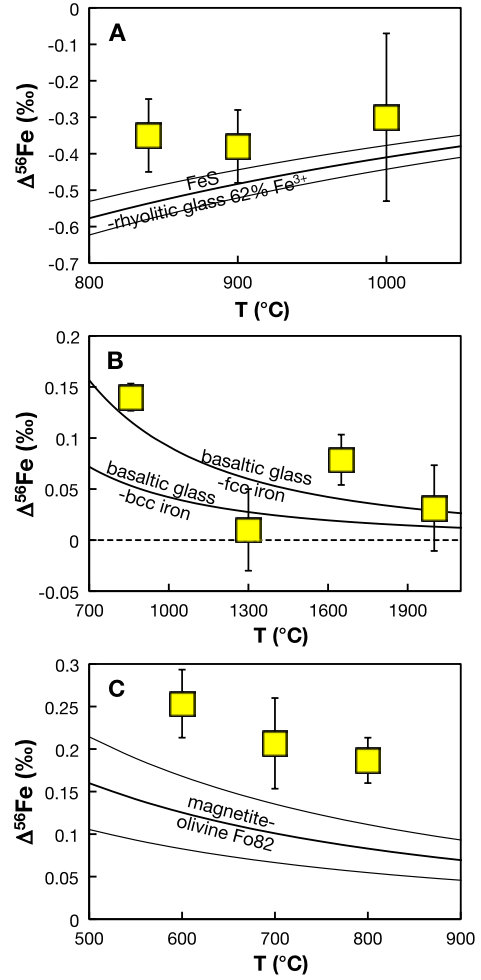 0
-0.1
-0.2
-0.3
-0.4
-0.5
-0.6
-0.7
Δ⁵⁶Fe (‰)
A
FeS
-rhyolitic glass 62% Fe³⁺
800
900
1000
T (°C)
0.2
0.15
0.1
0.05
0
-0.05
Δ⁵⁶Fe (‰)
B
basaltic glass
-fcc iron
basaltic glass
-bcc iron
700
1000
1300
1600
1900
T (°C)
0.3
0.25
0.2
0.15
0.1
0.05
0
Δ⁵⁶Fe (‰)
C
magnetite-
olivine Fo82
500
600
700
800
900
T (°C)